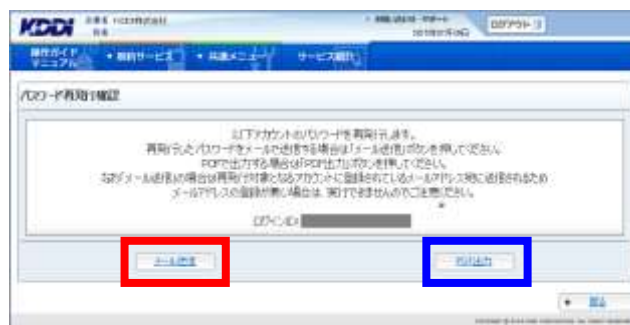 KDDI
ログアウト
操作ガイド
マニュアル
契約サービス
共通メニュー
サービス紹介
パスワード再発行確認
以下アカウントのパスワードを再発行します。
再発行したパスワードをメールで送信する場合は「メール送信」ボタンを押してください。
PDFで出力する場合は「PDF出力」ボタンを押してください。
なお「メール送信」の場合は再発行対象となるアカウントに登録されているメールアドレス宛に送信されるため
メールアドレスの登録が無い場合は、実行できませんのでご注意ください。
ログインID:
メール送信
PDF出力
戻る